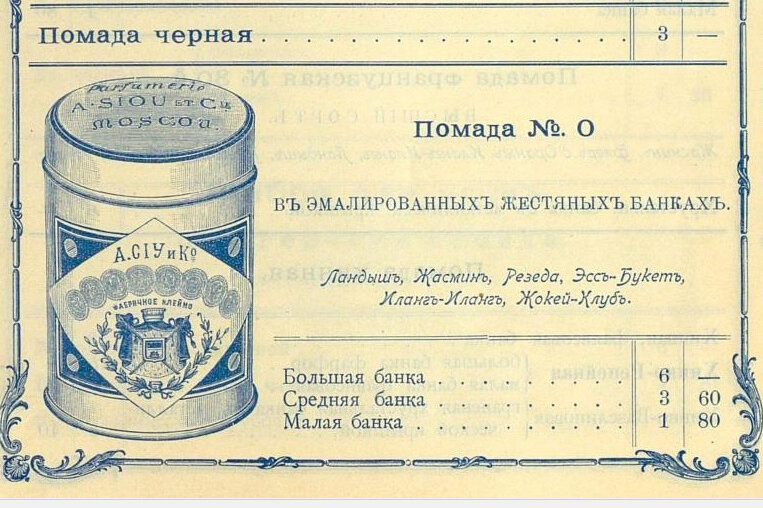 Помада черная . . . . . . . . . . . . . . . . . 3 —
Parfumerie
A. SIOU ET Cie
MOSCOU.
А. СІУ и Ко
ФАБРИЧНОЕ КЛЕЙМО
Помада № 0
ВЪ ЭМАЛИРОВАННЫХЪ ЖЕСТЯНЫХЪ БАНКАХЪ.
Ландышъ, Жасминъ, Резеда, Эссъ-Букетъ,
Илангъ-Илангъ, Жокей-Клубъ.
Большая банка . . . . . . 6 —
Средняя банка . . . . . . 3 60
Малая банка . . . . . . 1 80